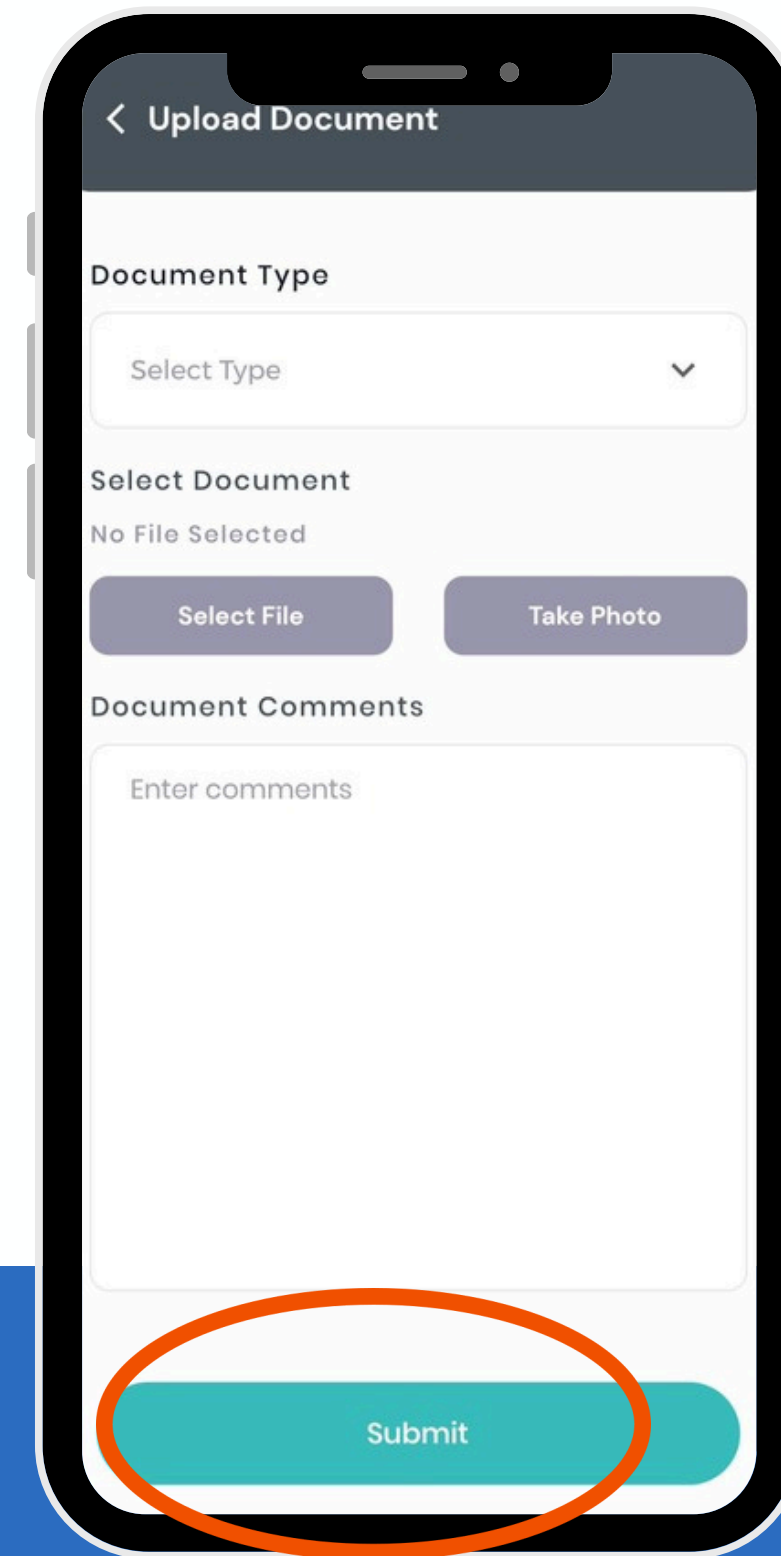 Upload Document
Document Type
Select Type
Select Document
No File Selected
Select File
Take Photo
Document Comments
Enter comments
Submit